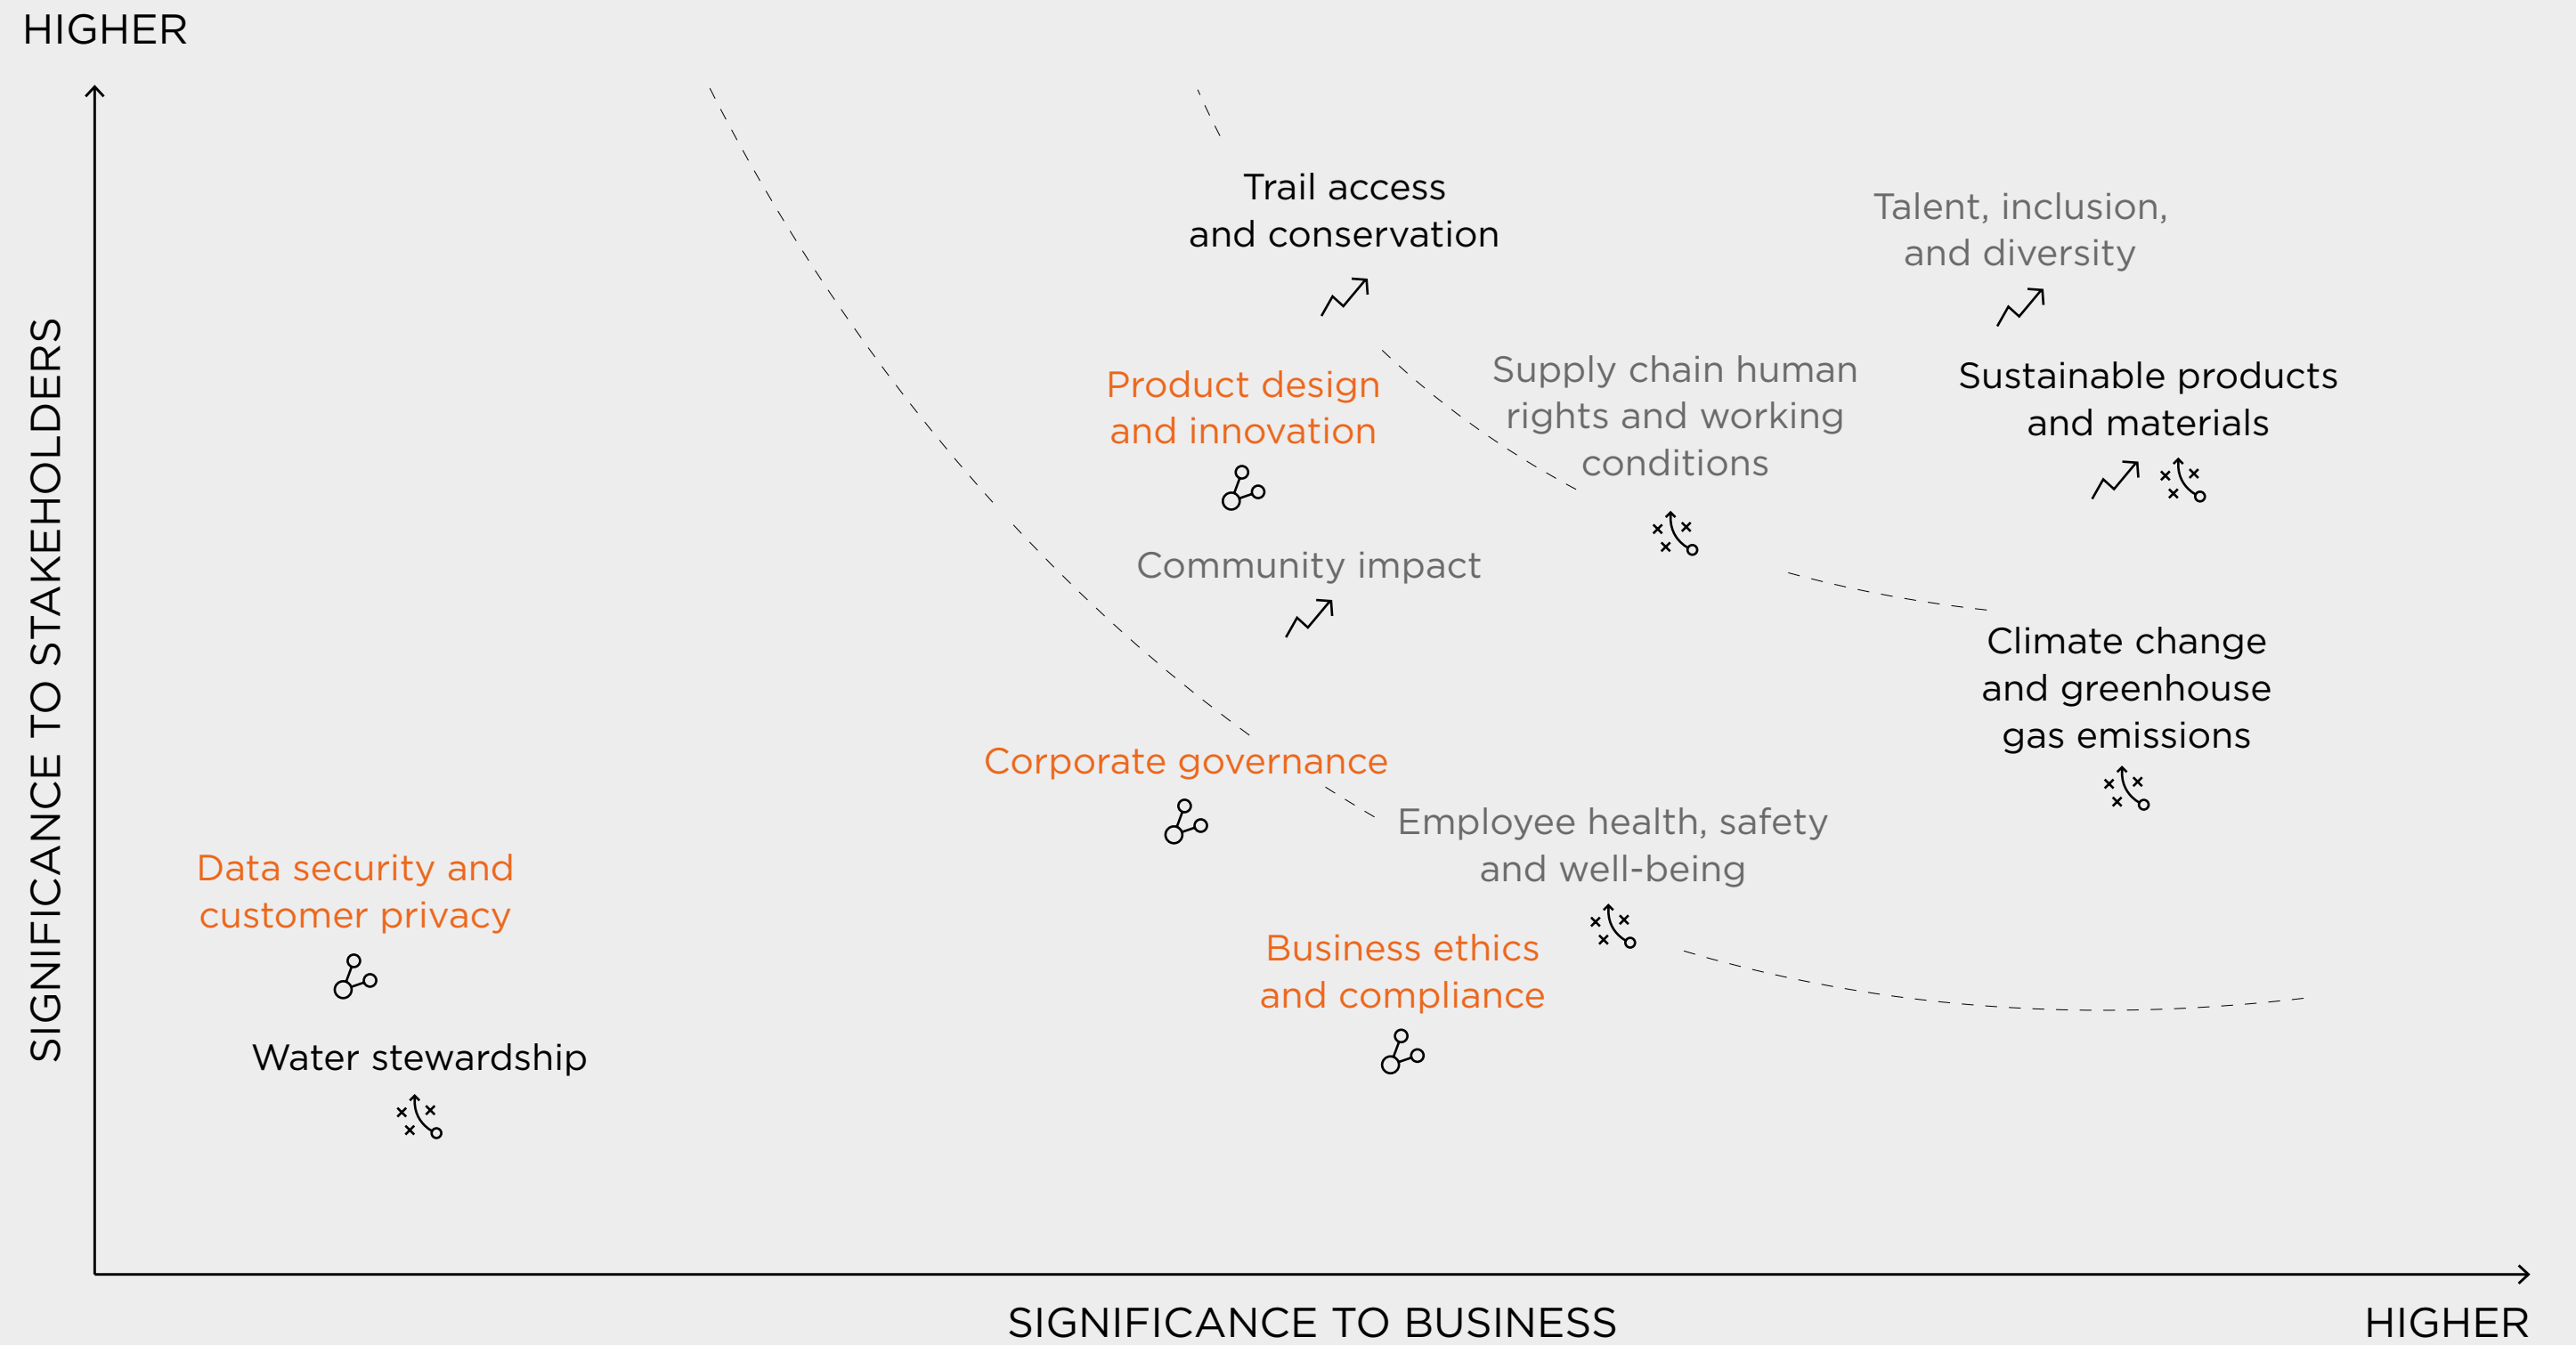 HIGHER
SIGNIFICANCE TO STAKEHOLDERS
Trail access
and conservation
Talent, inclusion,
and diversity
Product design
and innovation
Supply chain human
rights and working
conditions
Sustainable products
and materials
Community impact
Climate change
and greenhouse
gas emissions
Corporate governance
Employee health, safety
and well-being
Data security and
customer privacy
Business ethics
and compliance
Water stewardship
SIGNIFICANCE TO BUSINESS
HIGHER